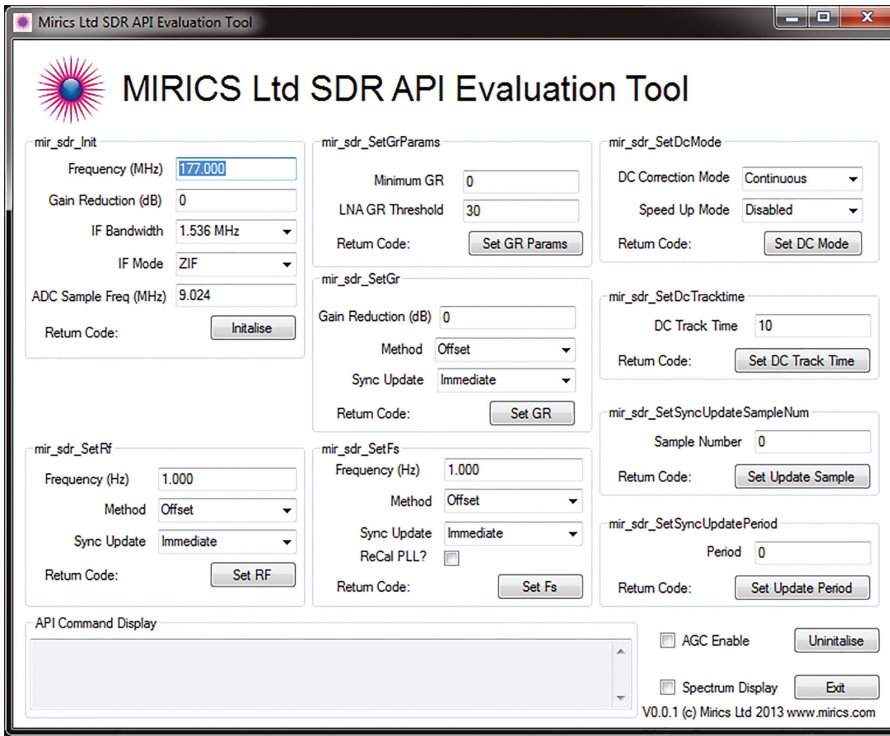 Mirics Ltd SDR API Evaluation Tool
MIRICS Ltd SDR API Evaluation Tool
mir_sdr_Init
Frequency (MHz) 177.000
Gain Reduction (dB) 0
IF Bandwidth 1.536 MHz
IF Mode ZIF
ADC Sample Freq (MHz) 9.024
Return Code: Initalise
mir_sdr_SetGrParams
Minimum GR 0
LNA GR Threshold 30
Return Code: Set GR Params
mir_sdr_SetDcMode
DC Correction Mode Continuous
Speed Up Mode Disabled
Return Code: Set DC Mode
mir_sdr_SetGr
Gain Reduction (dB) 0
Method Offset
Sync Update Immediate
Return Code: Set GR
mir_sdr_SetDcTracktime
DC Track Time 10
Return Code: Set DC Track Time
mir_sdr_SetSyncUpdateSampleNum
Sample Number 0
Return Code: Set Update Sample
mir_sdr_SetRf
Frequency (Hz) 1.000
Method Offset
Sync Update Immediate
Return Code: Set RF
mir_sdr_SetFs
Frequency (Hz) 1.000
Method Offset
Sync Update Immediate
ReCal PLL?
Return Code: Set Fs
mir_sdr_SetSyncUpdatePeriod
Period 0
Return Code: Set Update Period
API Command Display
AGC Enable Uninitalise
Spectrum Display Exit
V0.0.1 (c) Mirics Ltd 2013 www.mirics.com